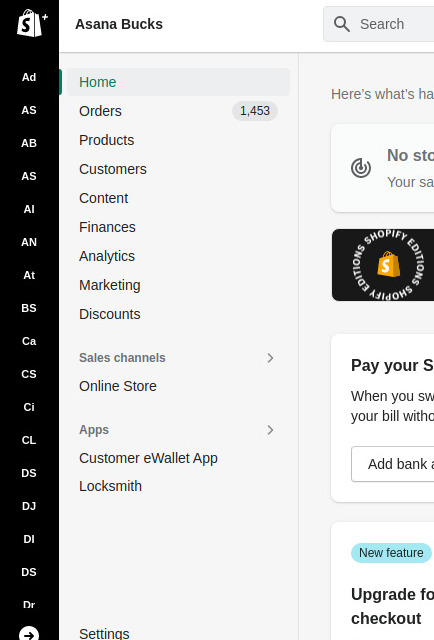 Asana Bucks
Search
Ad
AS
AB
AS
Al
AN
At
BS
Ca
CS
Ci
CL
DS
DJ
DI
DS
Dr
Home
Orders 1,453
Products
Customers
Content
Finances
Analytics
Marketing
Discounts
Sales channels
Online Store
Apps
Customer eWallet App
Locksmith
Settings
Here's what's ha
No sto
Your sa
SHOPIFY EDITIONS SHOPIFY EDITIONS
Pay your S
When you sw
your bill witho
Add bank a
New feature
Upgrade fo
checkout